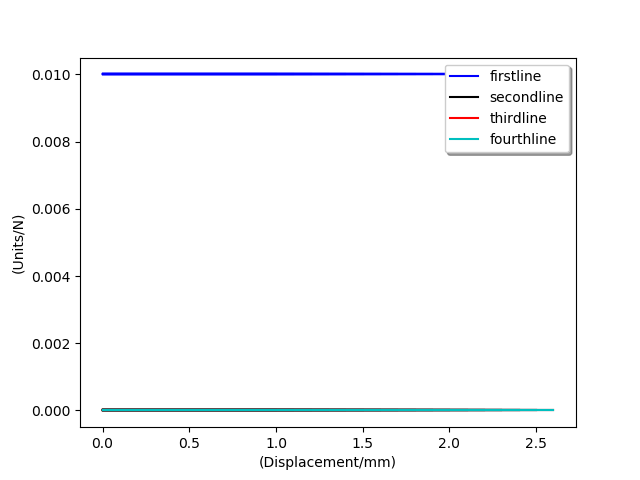 0.010
0.008
0.006
0.004
0.002
0.000
(Units/N)
firstline
secondline
thirdline
fourthline
0.0 0.5 1.0 1.5 2.0 2.5
(Displacement/mm)